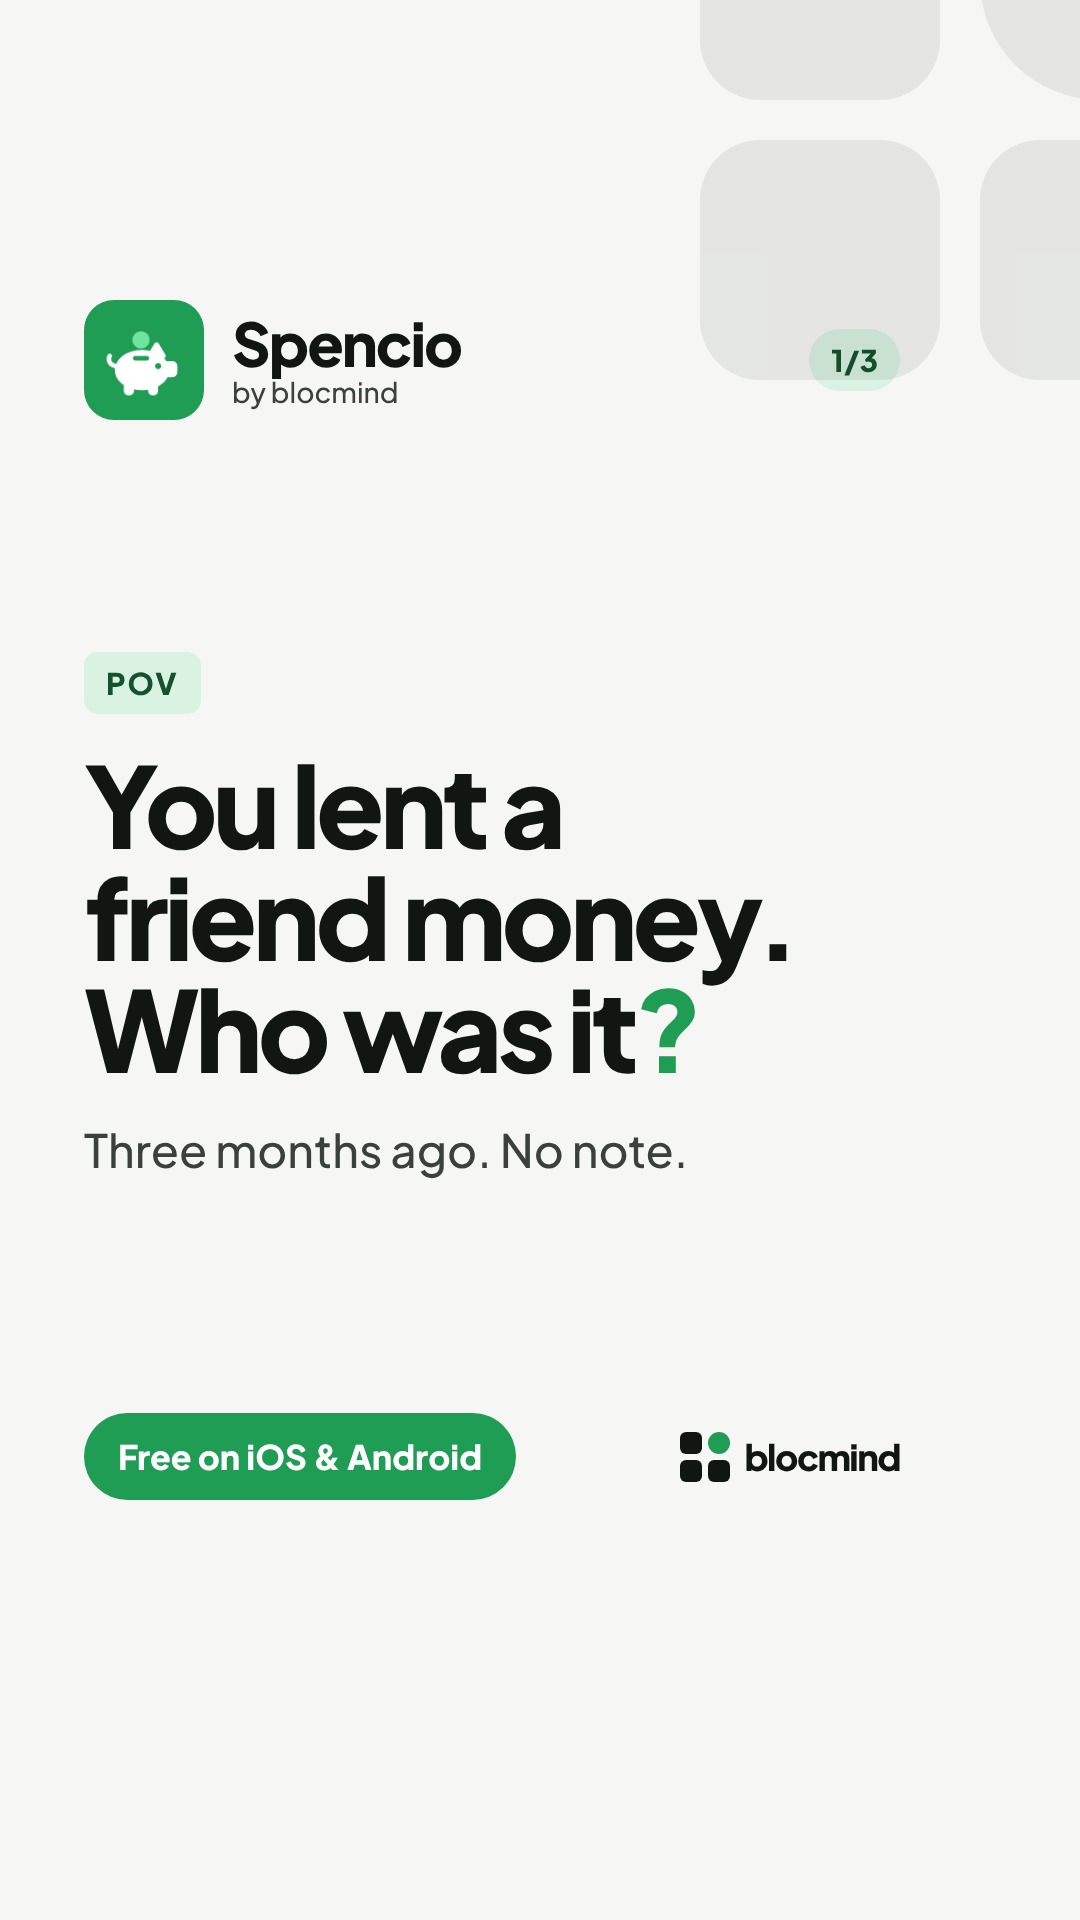 Spencio
by blocmind
1/3
POV
You lent a
friend money.
Who was it?
Three months ago. No note.
Free on iOS & Android
blocmind